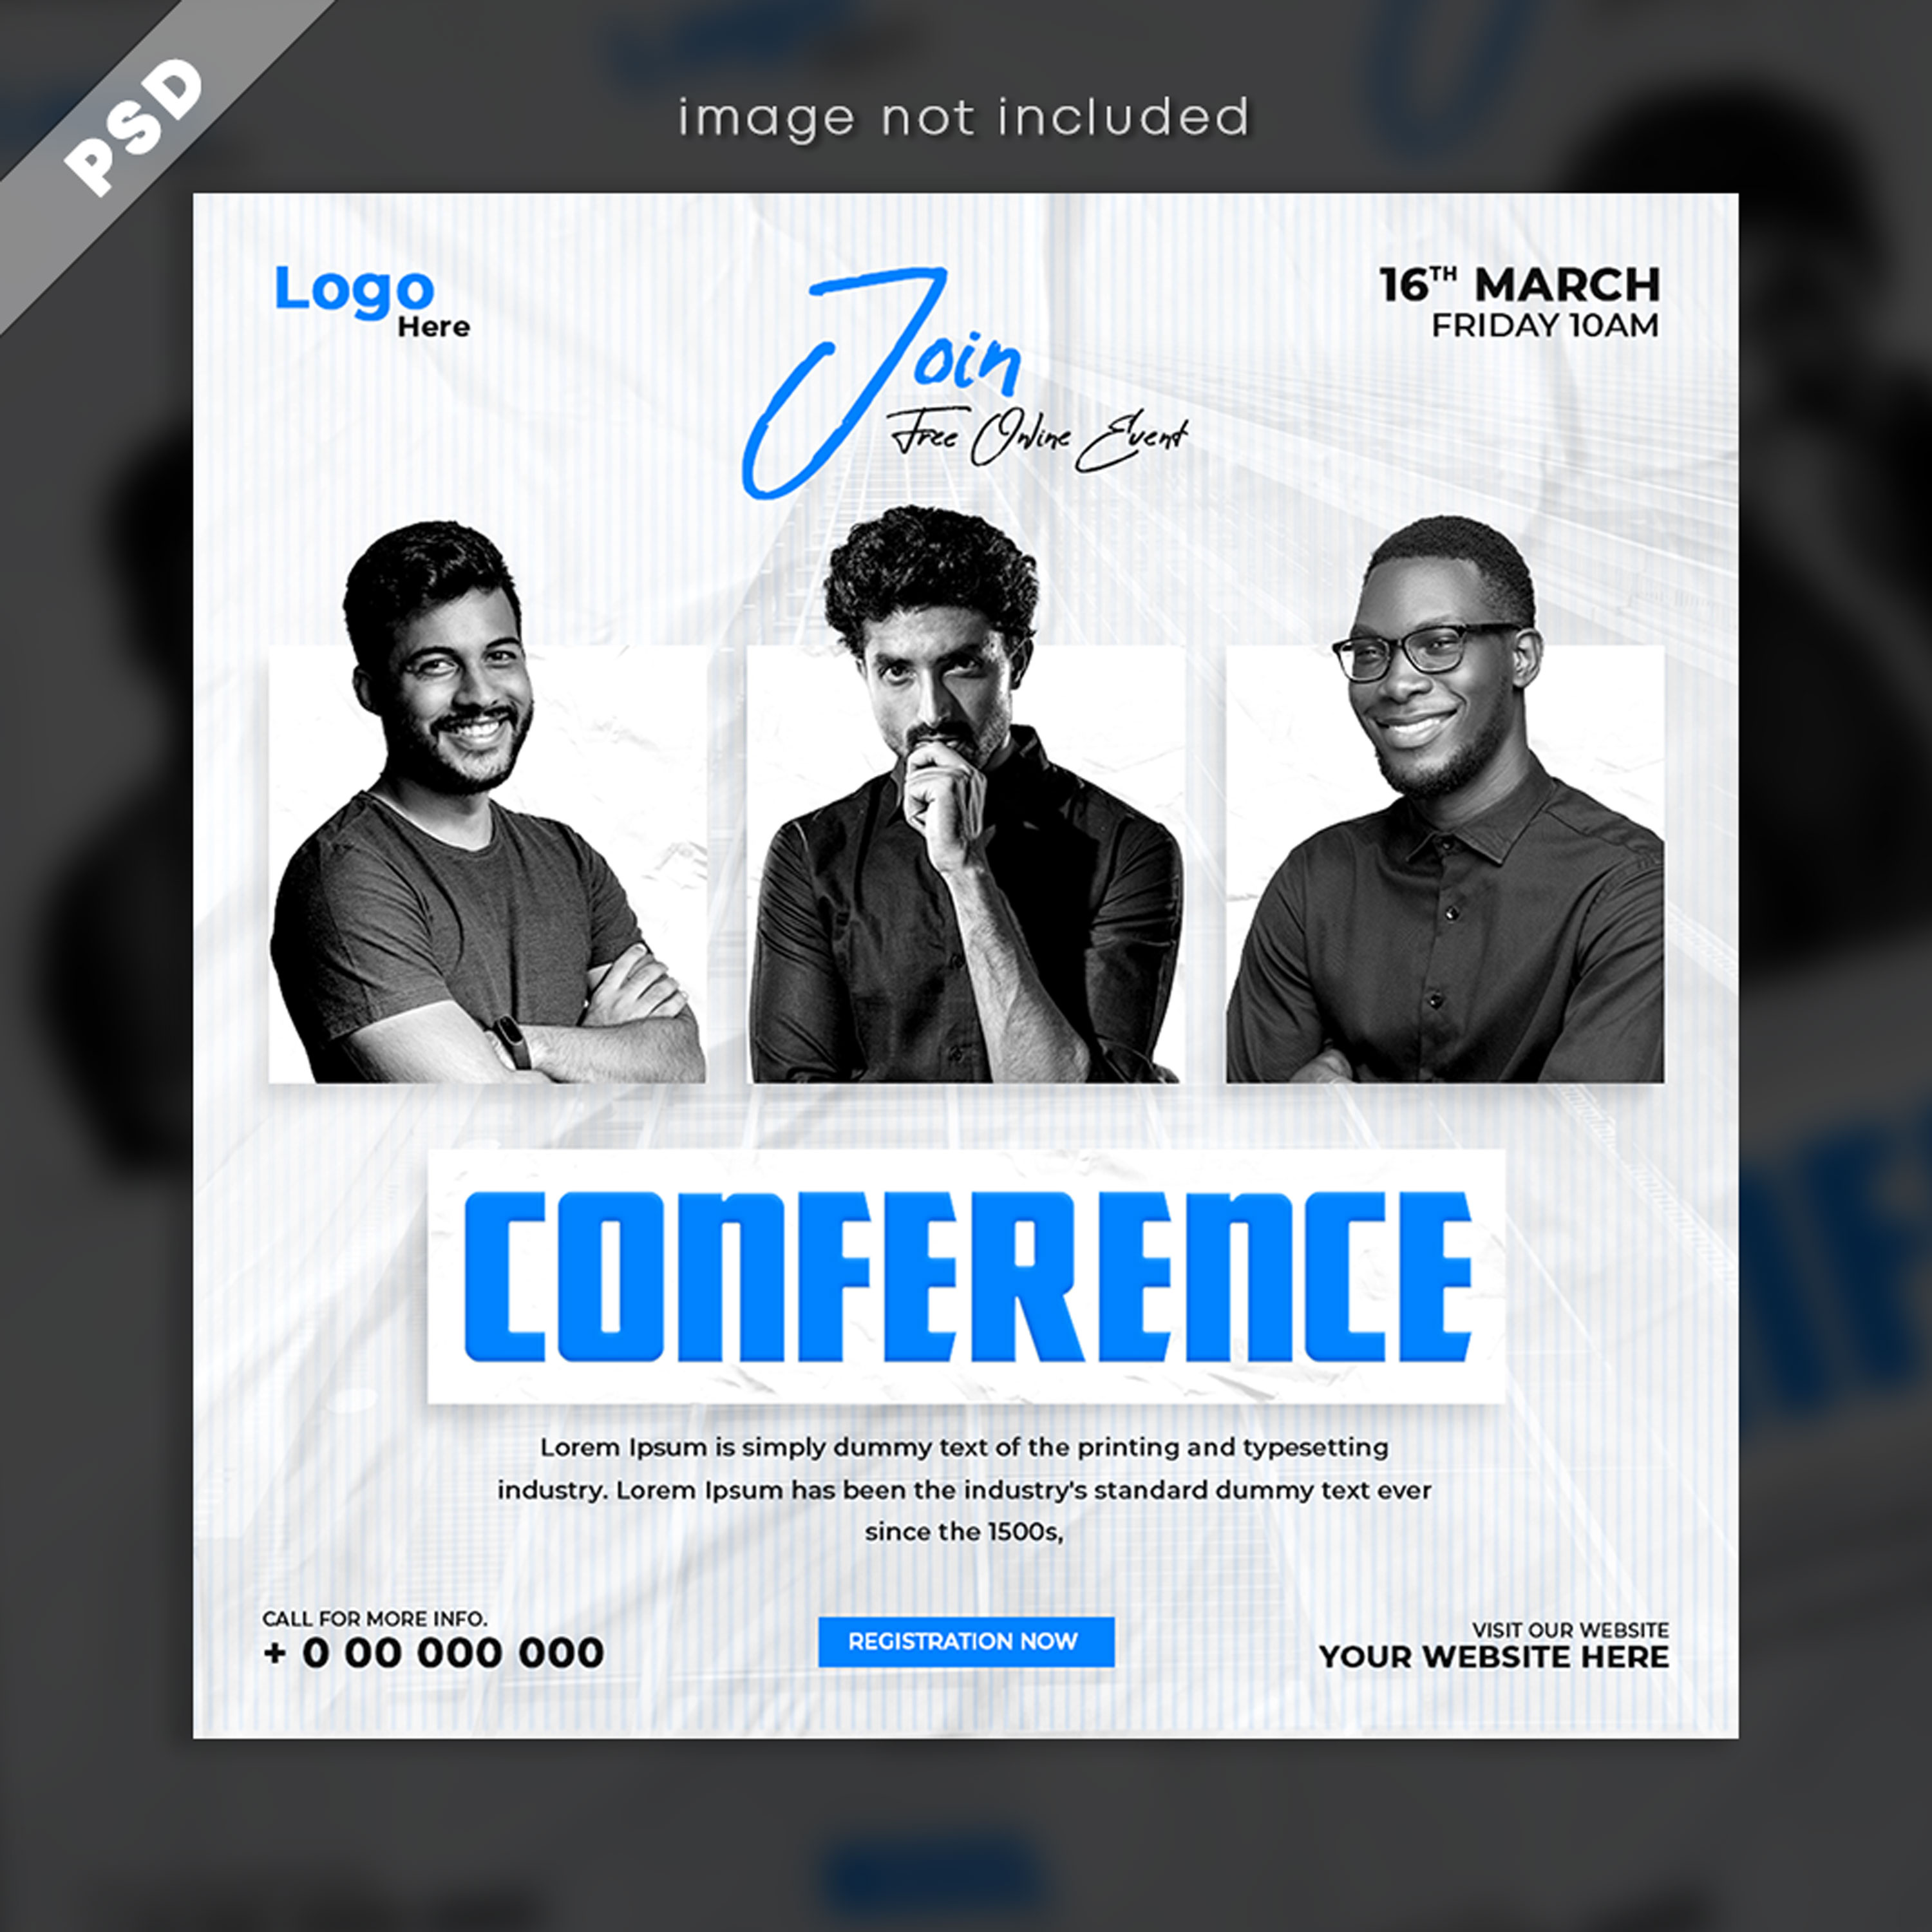 PSD
image not included
Logo
Here
Join
Free Online Event
16TH MARCH
FRIDAY 10AM
CONFERENCE
Lorem Ipsum is simply dummy text of the printing and typesetting
industry. Lorem Ipsum has been the industry's standard dummy text ever
since the 1500s,
CALL FOR MORE INFO.
+ 0 00 000 000
REGISTRATION NOW
VISIT OUR WEBSITE
YOUR WEBSITE HERE